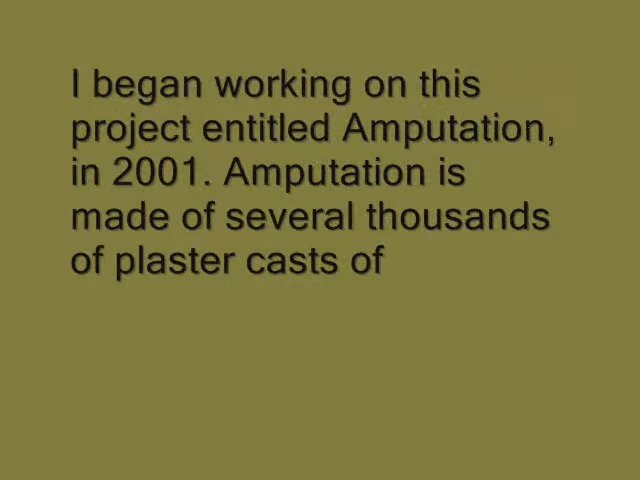 I began working on this
project entitled Amputation,
in 2001. Amputation is
made of several thousands
of plaster casts of